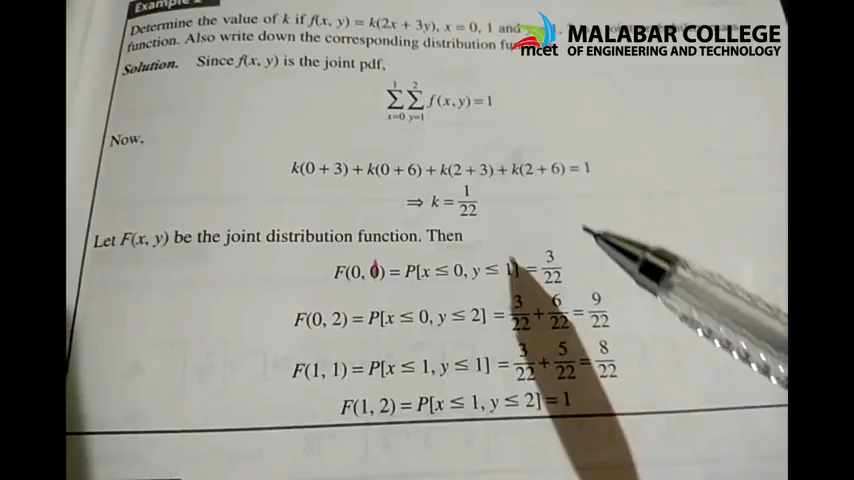 Example
Determine the value of k if f(x, y) = k(2x + 3y), x = 0, 1 and
function. Also write down the corresponding distribution
Solution. Since f(x, y) is the joint pdf,
∑_{x=0}^{1} ∑_{y=1}^{2} f(x, y) = 1
Now,
k(0 + 3) + k(0 + 6) + k(2 + 3) + k(2 + 6) = 1
⇒ k = 1/22
Let F(x, y) be the joint distribution function. Then
F(0, 0) = P[x ≤ 0, y ≤ 1] = 3/22
F(0, 2) = P[x ≤ 0, y ≤ 2] = 3/22 + 6/22 = 9/22
F(1, 1) = P[x ≤ 1, y ≤ 1] = 3/22 + 5/22 = 8/22
F(1, 2) = P[x ≤ 1, y ≤ 2] = 1
mcet
MALABAR COLLEGE
OF ENGINEERING AND TECHNOLOGY